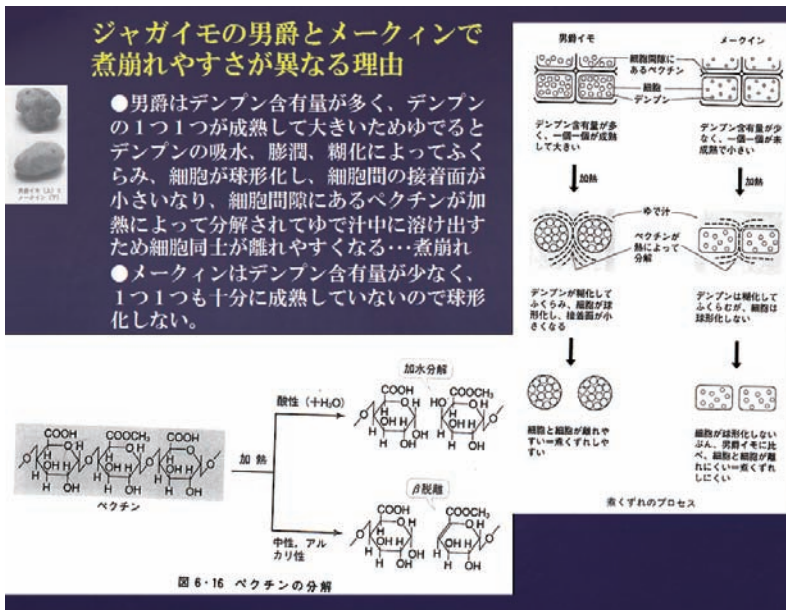 ジャガイモの男爵とメークィンで
煮崩れやすさが異なる理由
●男爵はデンプン含有量が多く、デンプン
の１つ１つが成熟して大きいためゆでると
デンプンの吸水、膨潤、糊化によってふく
らみ、細胞が球形化し、細胞間の接着面が
小さいなり、細胞間隙にあるペクチンが加
熱によって分解されてゆで汁中に溶け出す
ため細胞同士が離れやすくなる…煮崩れ
●メークィンはデンプン含有量が少なく、
１つ１つも十分に成熟していないので球形
化しない。
男爵イモ（上）と
メークイン（下）
男爵イモ
メークイン
細胞間隙に
あるペクチン
細胞
デンプン
デンプン含有量が多
く、一個一個が成熟
して大きい
デンプン含有量が少
なく、一個一個が未
成熟で小さい
加熱
加熱
ゆで汁
ペクチンが
熱によって
分解
デンプンが糊化して
ふくらみ、細胞が球
形化し、接着面が小
さくなる
デンプンは糊化して
ふくらむが、細胞は
球形化しない
細胞と細胞が離れや
すい＝煮くずれしや
すい
細胞が球形化しない
ぶん、男爵イモに比
べ、細胞と細胞が離
れにくい＝煮くずれ
しにくい
煮くずれのプロセス
加水分解
酸性（＋H₂O）
COOH
COOCH₃
COOH
COOCH₃
COOH
加熱
ペクチン
β脱離
COOH
COOCH₃
中性，アル
カリ性
図 6・16 ペクチンの分解